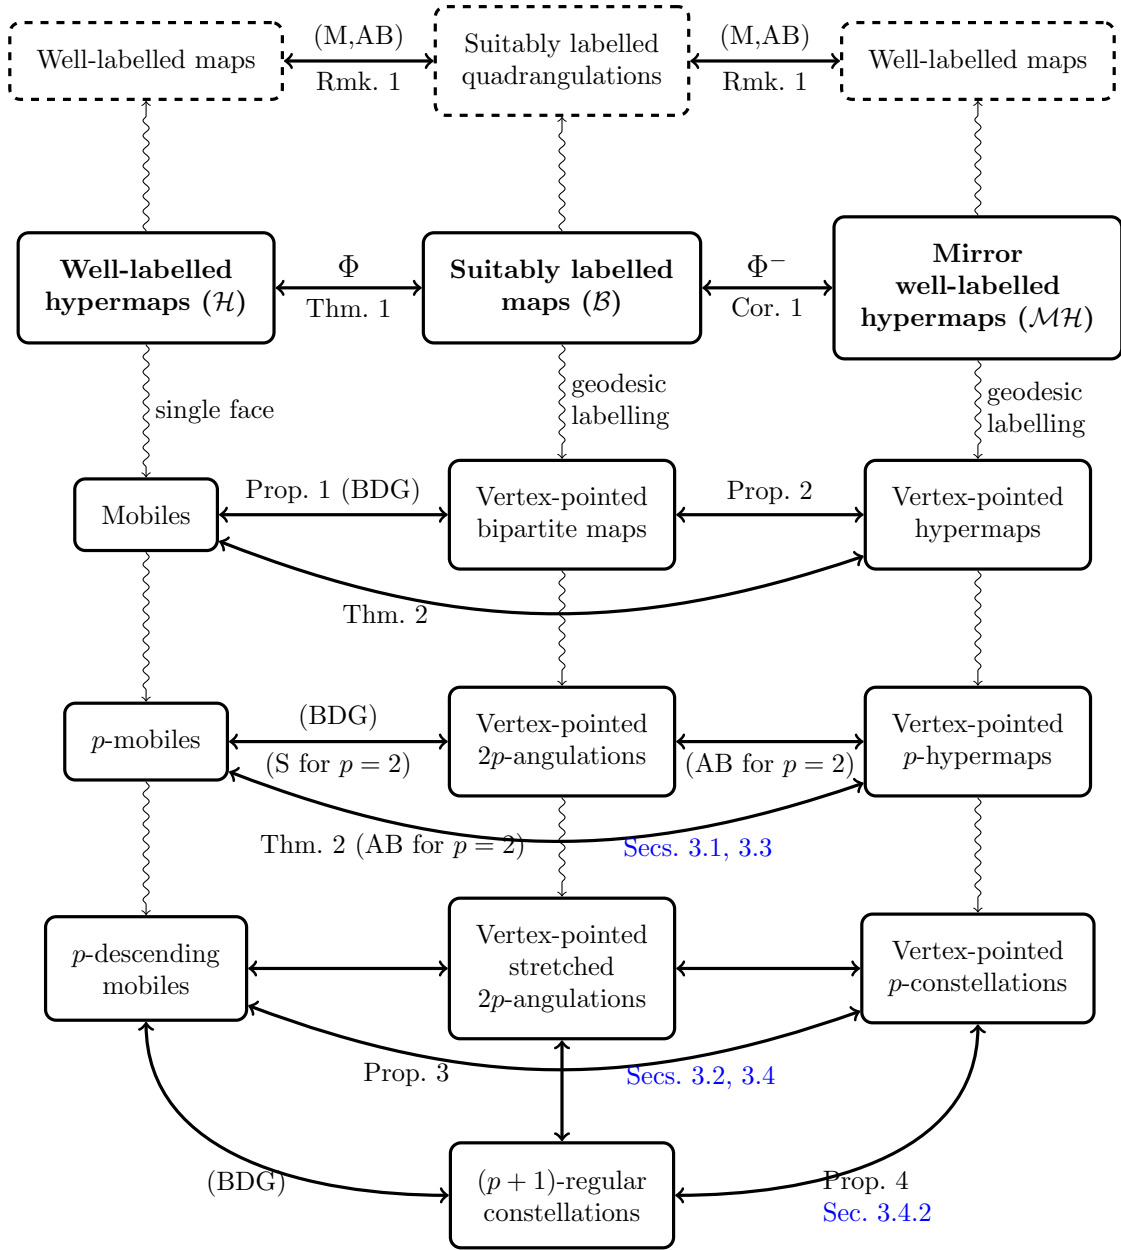 Well-labelled maps
(M,AB)
Rmk. 1
Suitably labelled
quadrangulations
(M,AB)
Rmk. 1
Well-labelled maps
Well-labelled
hypermaps (ℋ)
Φ
Thm. 1
Suitably labelled
maps (ℬ)
Φ⁻
Cor. 1
Mirror
well-labelled
hypermaps (ℳℋ)
single face
geodesic
labelling
geodesic
labelling
Mobiles
Prop. 1 (BDG)
Vertex-pointed
bipartite maps
Prop. 2
Vertex-pointed
hypermaps
Thm. 2
p-mobiles
(BDG)
(S for p = 2)
Vertex-pointed
2p-angulations
(AB for p = 2)
Vertex-pointed
p-hypermaps
Thm. 2 (AB for p = 2)
Secs. 3.1, 3.3
p-descending
mobiles
Vertex-pointed
stretched
2p-angulations
Vertex-pointed
p-constellations
Prop. 3
Secs. 3.2, 3.4
(BDG)
(p + 1)-regular
constellations
Prop. 4
Sec. 3.4.2